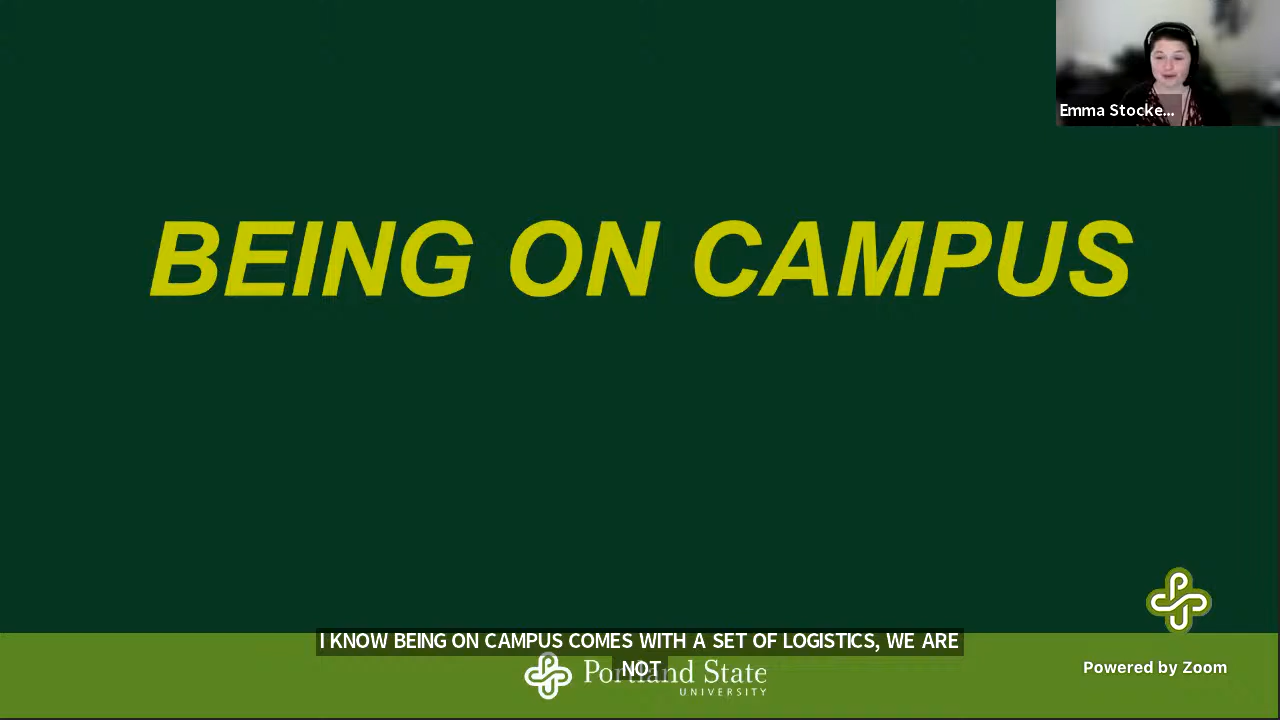 Emma Stocke...
BEING ON CAMPUS
I KNOW BEING ON CAMPUS COMES WITH A SET OF LOGISTICS, WE ARE
NOT
Portland State
UNIVERSITY
Powered by Zoom